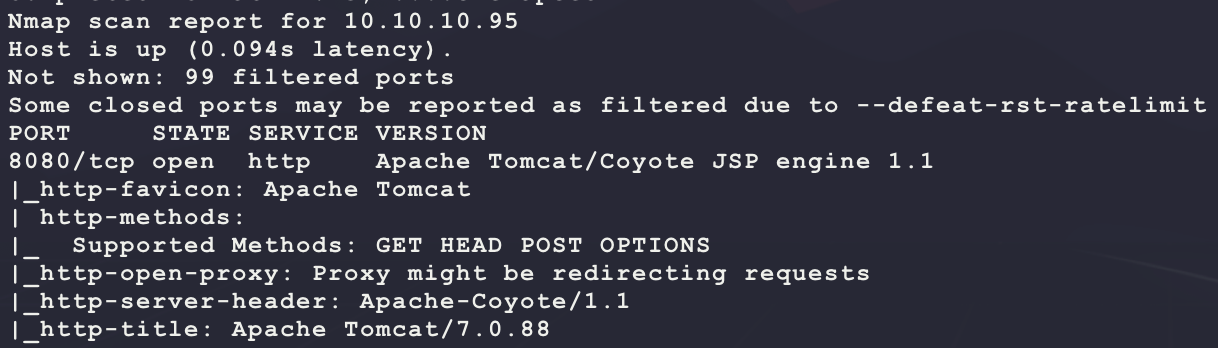 Nmap scan report for 10.10.10.95
Host is up (0.094s latency).
Not shown: 99 filtered ports
Some closed ports may be reported as filtered due to --defeat-rst-ratelimit
PORT     STATE SERVICE VERSION
8080/tcp open  http    Apache Tomcat/Coyote JSP engine 1.1
|_http-favicon: Apache Tomcat
| http-methods:
|_  Supported Methods: GET HEAD POST OPTIONS
|_http-open-proxy: Proxy might be redirecting requests
|_http-server-header: Apache-Coyote/1.1
|_http-title: Apache Tomcat/7.0.88